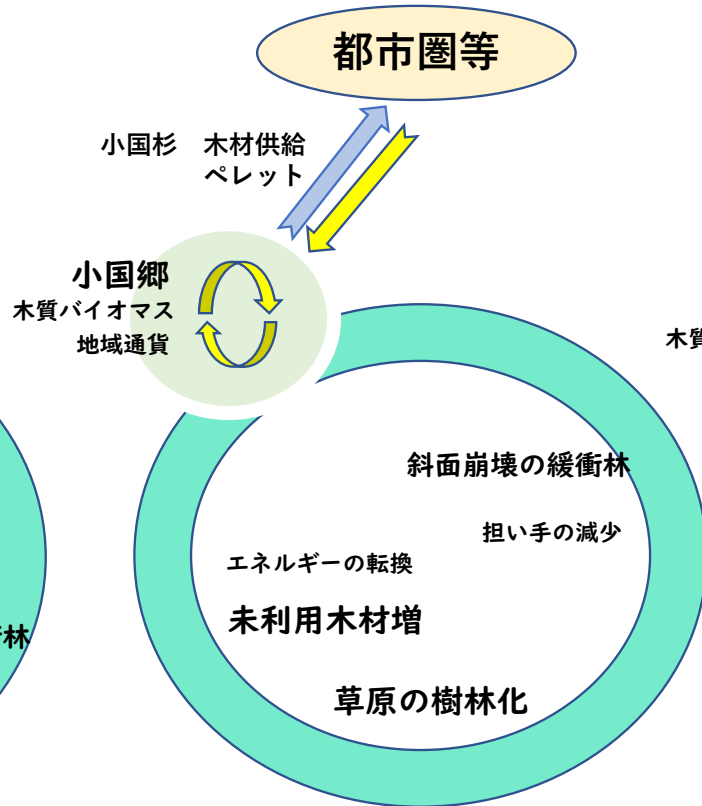 都市圏等
小国杉 木材供給
ペレット
小国郷
木質バイオマス
地域通貨
木質
斜面崩壊の緩衝林
担い手の減少
エネルギーの転換
未利用木材増
林
草原の樹林化